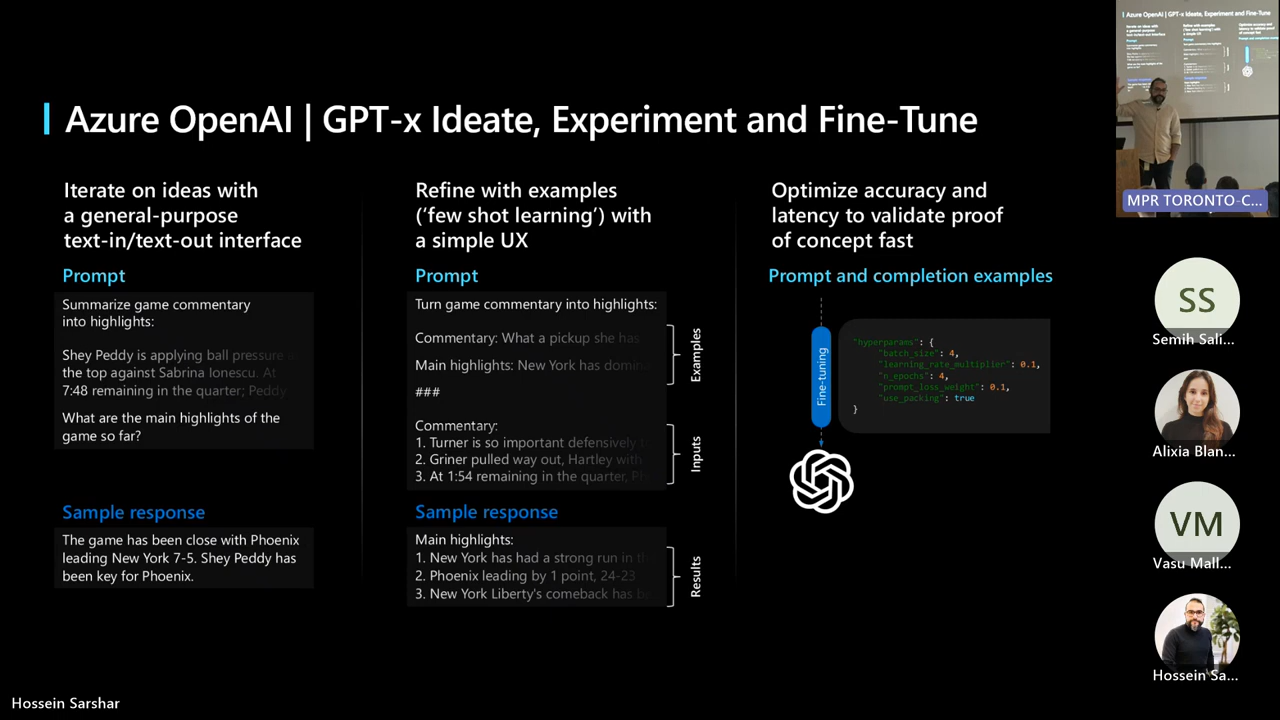 Azure OpenAI | GPT-x Ideate, Experiment and Fine-Tune
Iterate on ideas with
a general-purpose
text-in/text-out interface
Prompt
Summarize game commentary
into highlights:
Shey Peddy is applying ball pressure
the top against Sabrina Ionescu. At
7:48 remaining in the quarter; Peddy
What are the main highlights of the
game so far?
Sample response
The game has been close with Phoenix
leading New York 7-5. Shey Peddy has
been key for Phoenix.
Refine with examples
('few shot learning') with
a simple UX
Prompt
Turn game commentary into highlights:
Commentary: What a pickup she has
Main highlights: New York has
###
Examples
Commentary:
1. Turner is so important defensively
2. Griner pulled way out, Hartley with
3. At 1:54 remaining in the quarter,
Inputs
Sample response
Main highlights:
1. New York has had a strong run in
2. Phoenix leading by 1 point, 24-23
3. New York Liberty's comeback has
Results
Optimize accuracy and
latency to validate proof
of concept fast
Prompt and completion examples
Fine-tuning
"hyperparams": {
"batch_size": 4,
"learning_rate_multiplier": 0.1,
"n_epochs": 4,
"prompt_loss_weight": 0.1,
"use_packing": true
}
Azure OpenAI | GPT-x Ideate, Experiment and Fine-Tune
MPR TORONTO-C...
SS
Semih Sali...
Alixia Blan...
VM
Vasu Mall...
Hossein Sa...
Hossein Sarshar